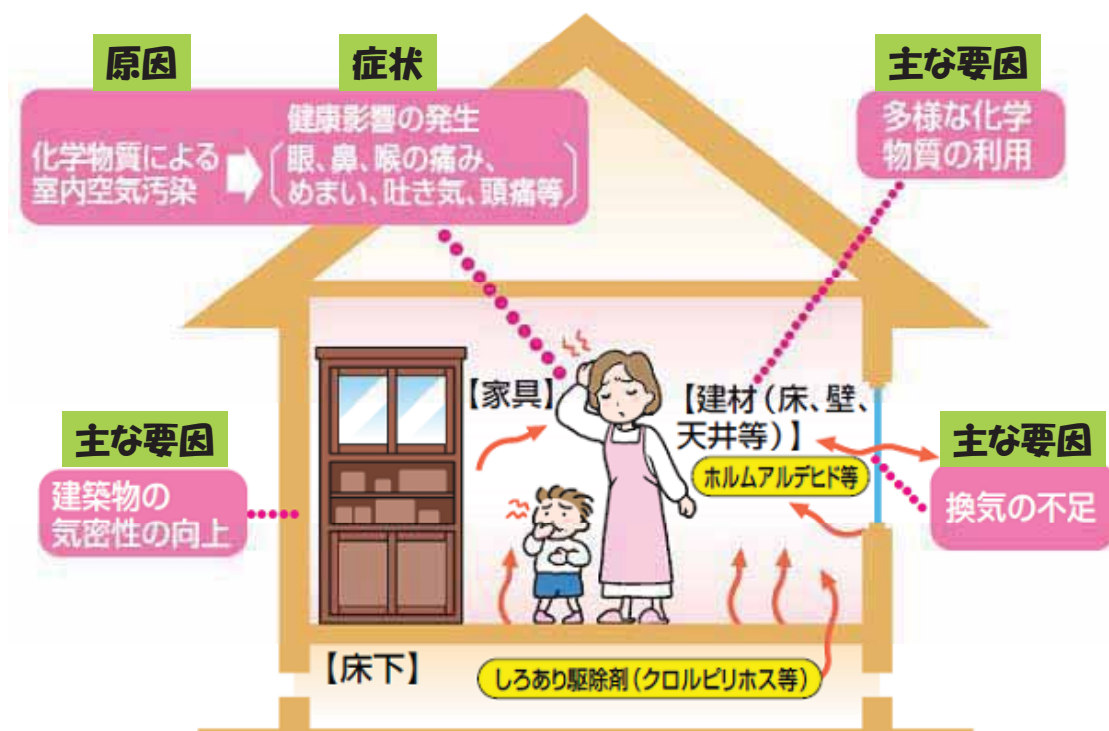 原因
症状
主な要因
化学物質による
室内空気汚染
健康影響の発生
眼、鼻、喉の痛み、
めまい、吐き気、頭痛等
多様な化学
物質の利用
【家具】
【建材（床、壁、
天井等）】
ホルムアルデヒド等
主な要因
建築物の
気密性の向上
主な要因
換気の不足
【床下】
しろあり駆除剤（クロルピリホス等）